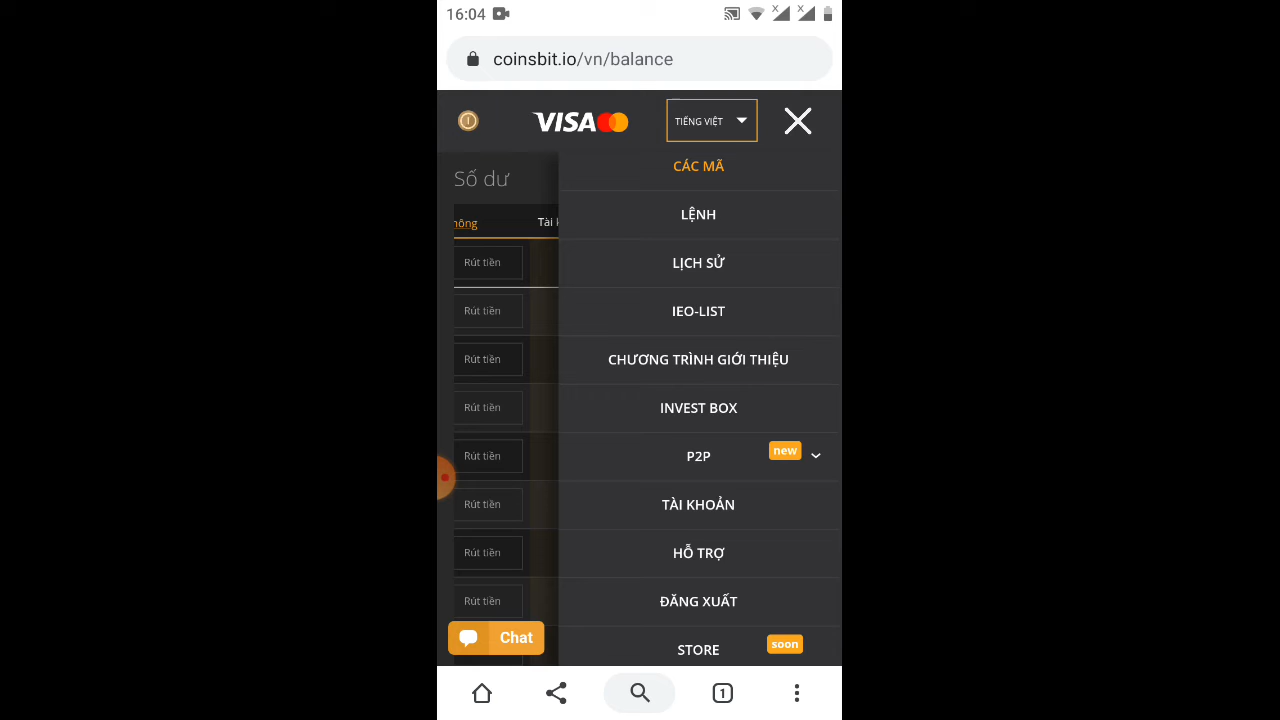 16:04
coinsbit.io/vn/balance
VISA
TIẾNG VIỆT
Số dư
CÁC MÃ
LỆNH
Tài
Rút tiền
LỊCH SỬ
Rút tiền
IEO-LIST
Rút tiền
CHƯƠNG TRÌNH GIỚI THIỆU
Rút tiền
INVEST BOX
Rút tiền
P2P new
Rút tiền
TÀI KHOẢN
Rút tiền
HỖ TRỢ
Rút tiền
ĐĂNG XUẤT
Chat
STORE soon
1